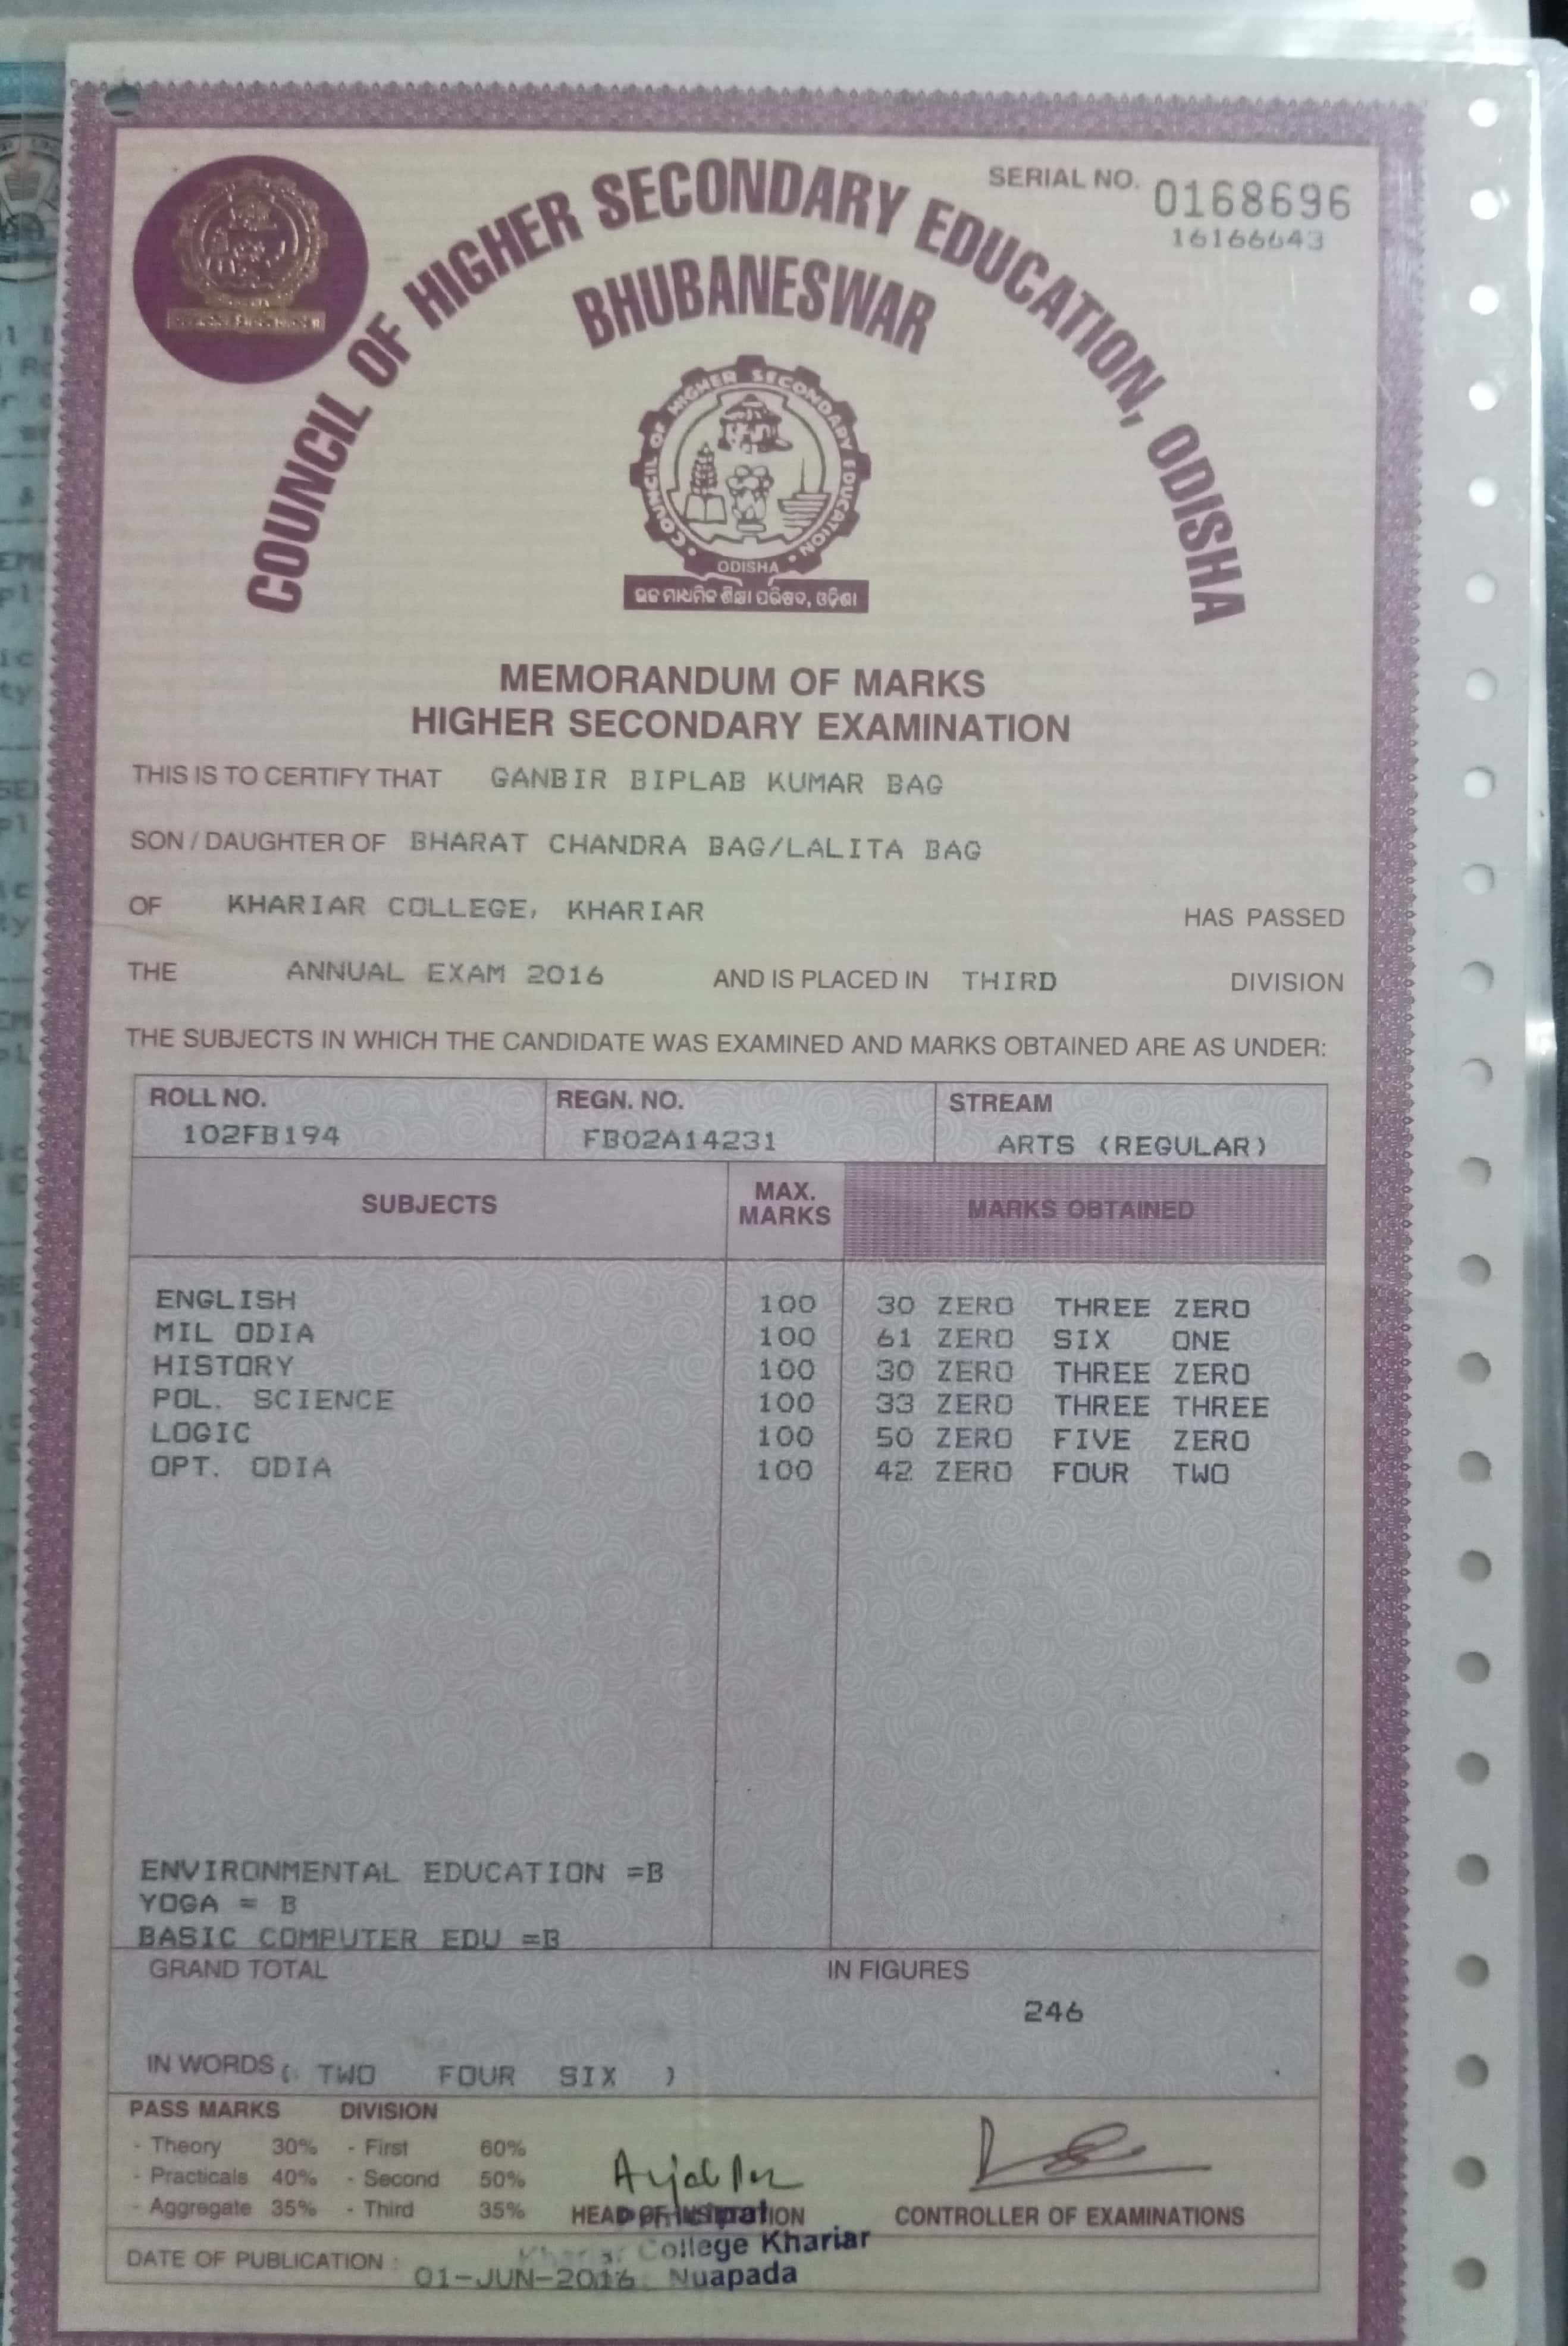 SERIAL NO. 0168696
16166643
COUNCIL OF HIGHER SECONDARY EDUCATION, ODISHA
BHUBANESWAR
COUNCIL OF HIGHER SECONDARY EDUCATION
ODISHA
ଉଚ୍ଚ ମାଧ୍ୟମିକ ଶିକ୍ଷା ପରିଷଦ, ଓଡ଼ିଶା
MEMORANDUM OF MARKS
HIGHER SECONDARY EXAMINATION
THIS IS TO CERTIFY THAT GANBIR BIPLAB KUMAR BAG
SON / DAUGHTER OF BHARAT CHANDRA BAG/LALITA BAG
OF KHARIAR COLLEGE, KHARIAR HAS PASSED
THE ANNUAL EXAM 2016 AND IS PLACED IN THIRD DIVISION
THE SUBJECTS IN WHICH THE CANDIDATE WAS EXAMINED AND MARKS OBTAINED ARE AS UNDER:
ROLL NO. REGN. NO. STREAM
102FB194 FB02A14231 ARTS (REGULAR)
SUBJECTS MAX. MARKS MARKS OBTAINED
ENGLISH 100 30 ZERO THREE ZERO
MIL ODIA 100 61 ZERO SIX ONE
HISTORY 100 30 ZERO THREE ZERO
POL. SCIENCE 100 33 ZERO THREE THREE
LOGIC 100 50 ZERO FIVE ZERO
OPT. ODIA 100 42 ZERO FOUR TWO
ENVIRONMENTAL EDUCATION =B
YOGA = B
BASIC COMPUTER EDU =B
GRAND TOTAL IN FIGURES
246
IN WORDS ( TWO FOUR SIX )
PASS MARKS DIVISION
- Theory 30% - First 60%
- Practicals 40% - Second 50%
- Aggregate 35% - Third 35%
HEAD OF INSTITUTION CONTROLLER OF EXAMINATIONS
Principal
Khariar College Khariar
DATE OF PUBLICATION : 01-JUN-2016 Nuapada